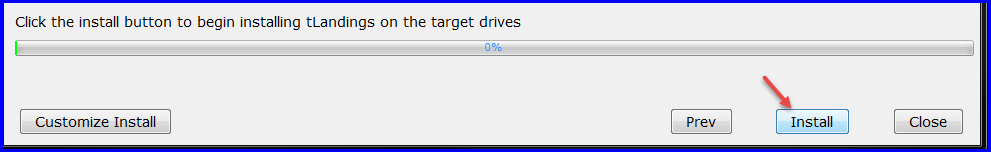 Click the install button to begin installing tLandings on the target drives
0%
Customize Install Prev Install Close